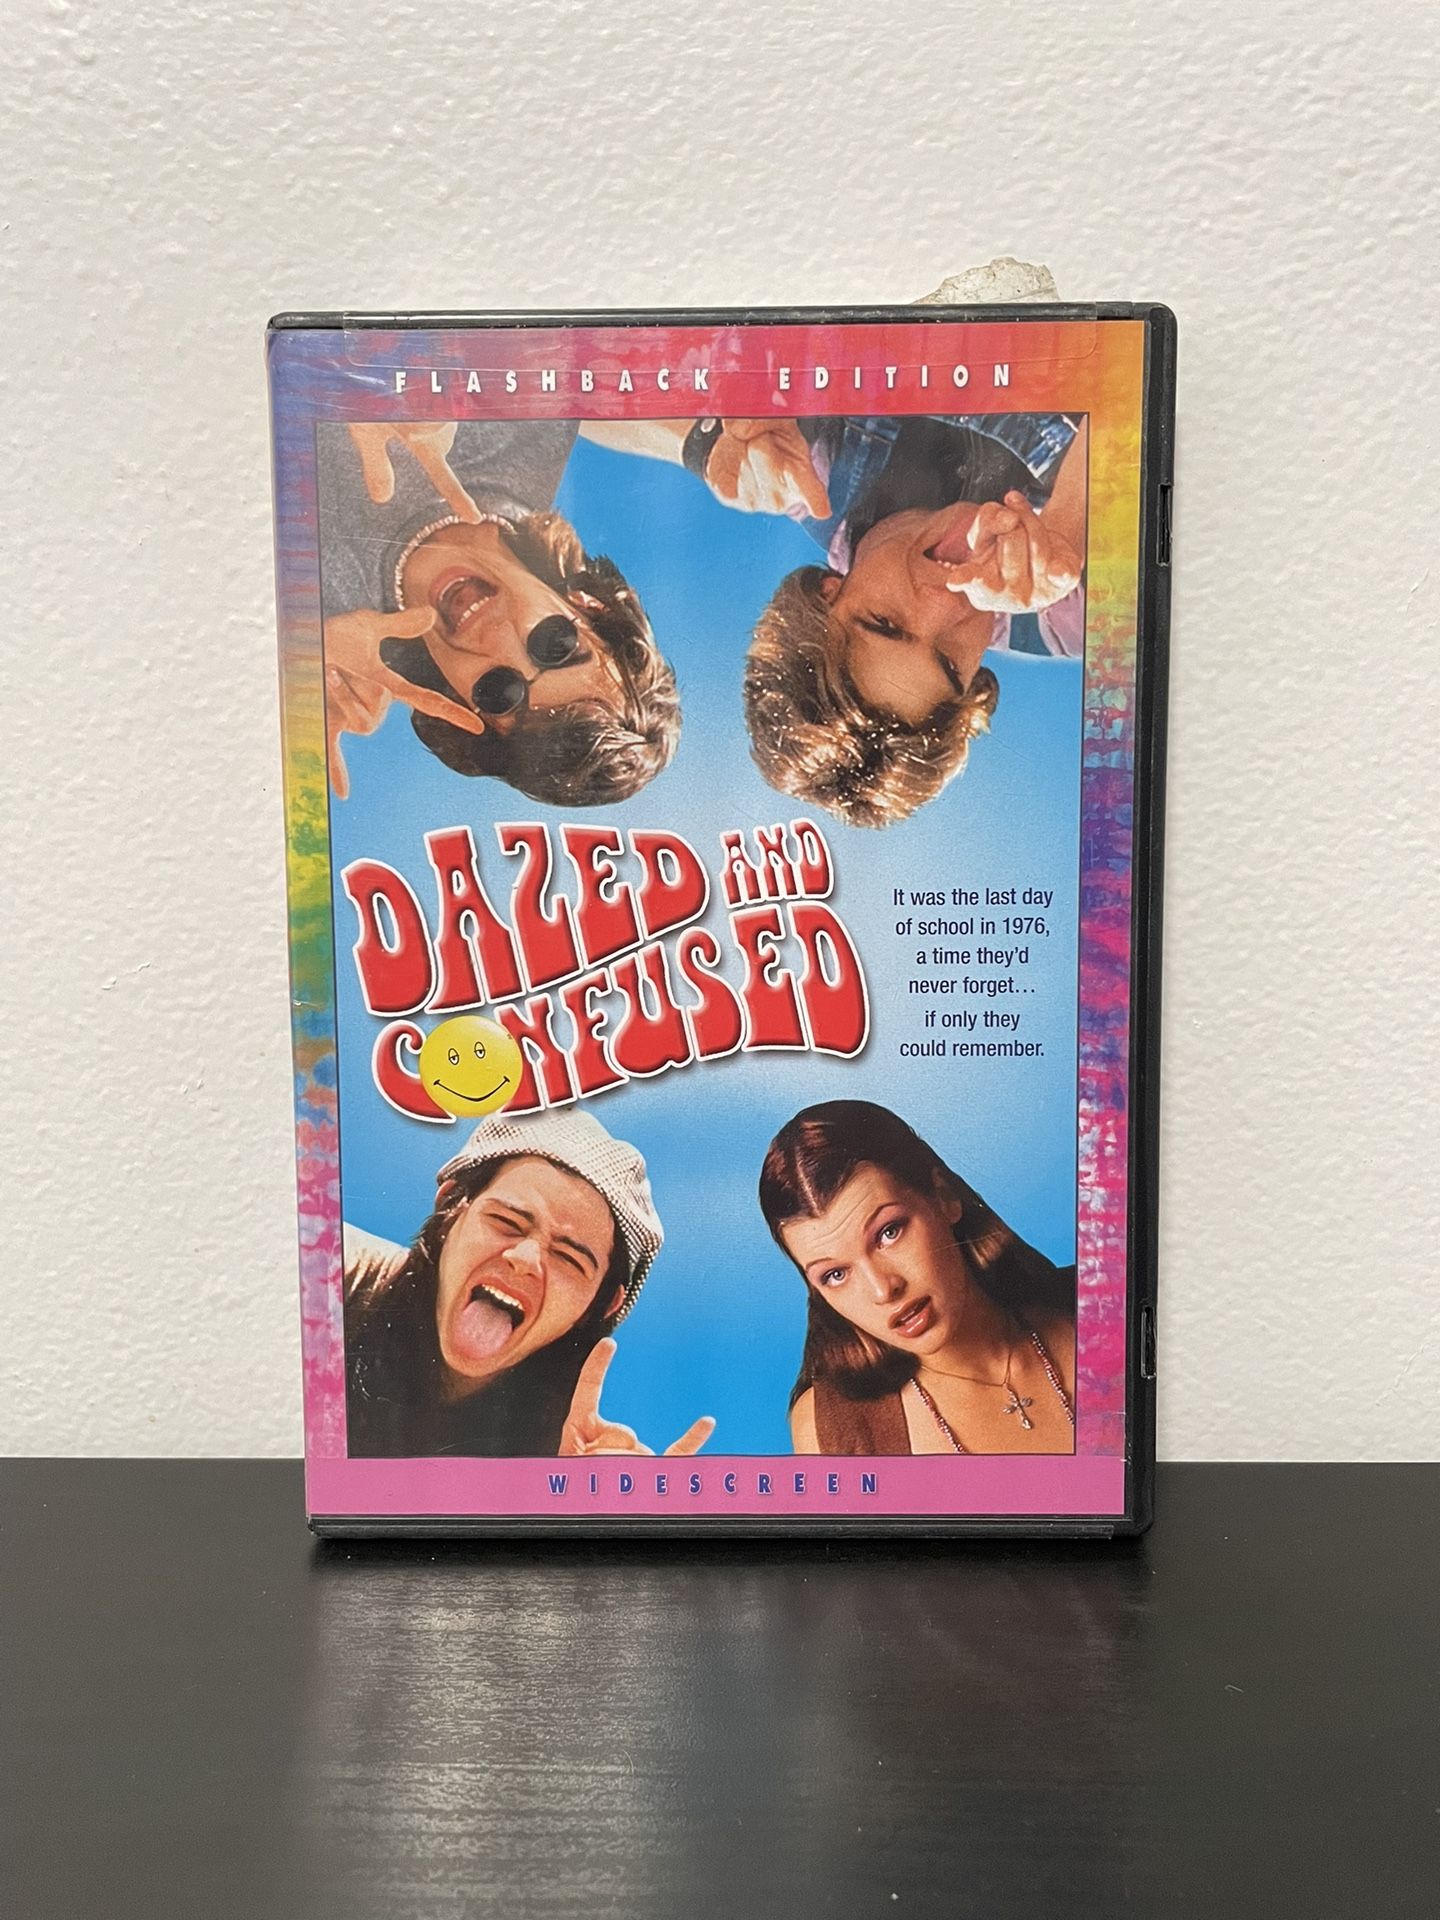 FLASHBACK EDITION
DAZED AND
CONFUSED
It was the last day
of school in 1976,
a time they'd
never forget...
if only they
could remember.
WIDESCREEN